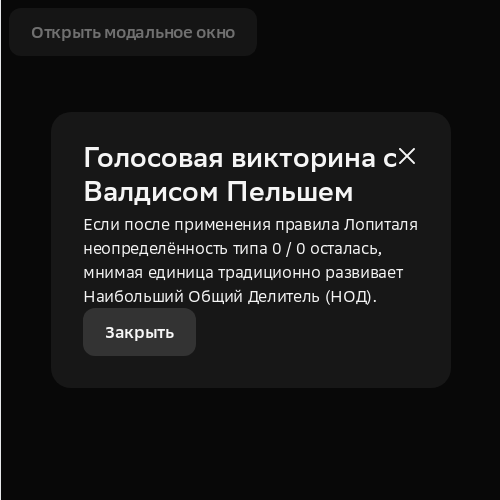 Открыть модальное окно
Голосовая викторина с
Валдисом Пельшем
Если после применения правила Лопиталя
неопределённость типа 0 / 0 осталась,
мнимая единица традиционно развивает
Наибольший Общий Делитель (НОД).
Закрыть